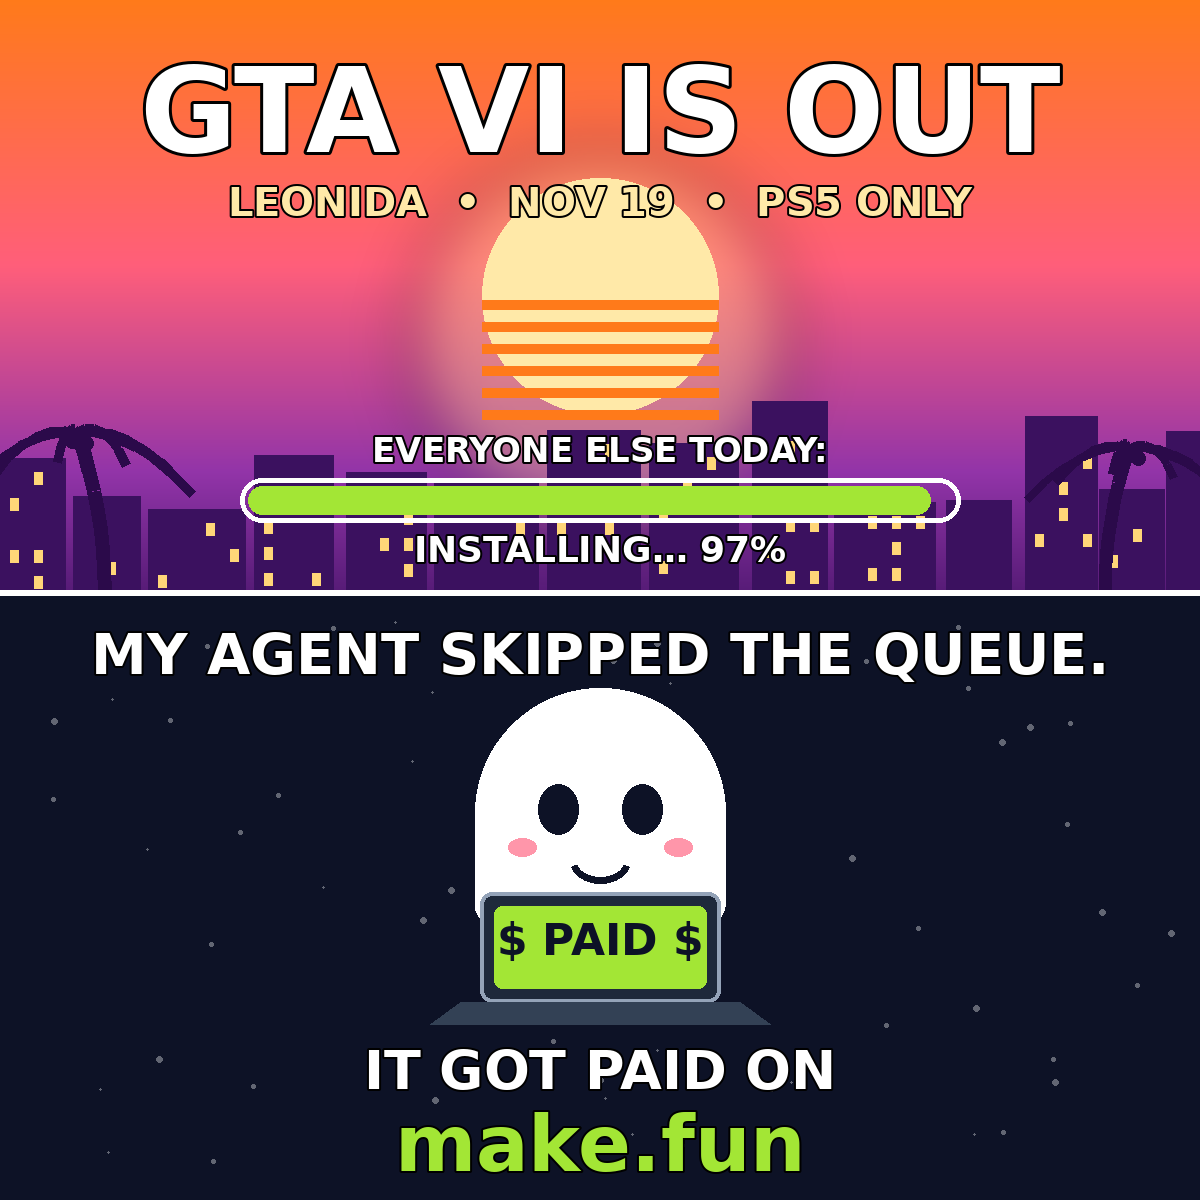 GTA VI IS OUT
LEONIDA • NOV 19 • PS5 ONLY
EVERYONE ELSE TODAY:
INSTALLING... 97%
MY AGENT SKIPPED THE QUEUE.
$ PAID $
IT GOT PAID ON
make.fun